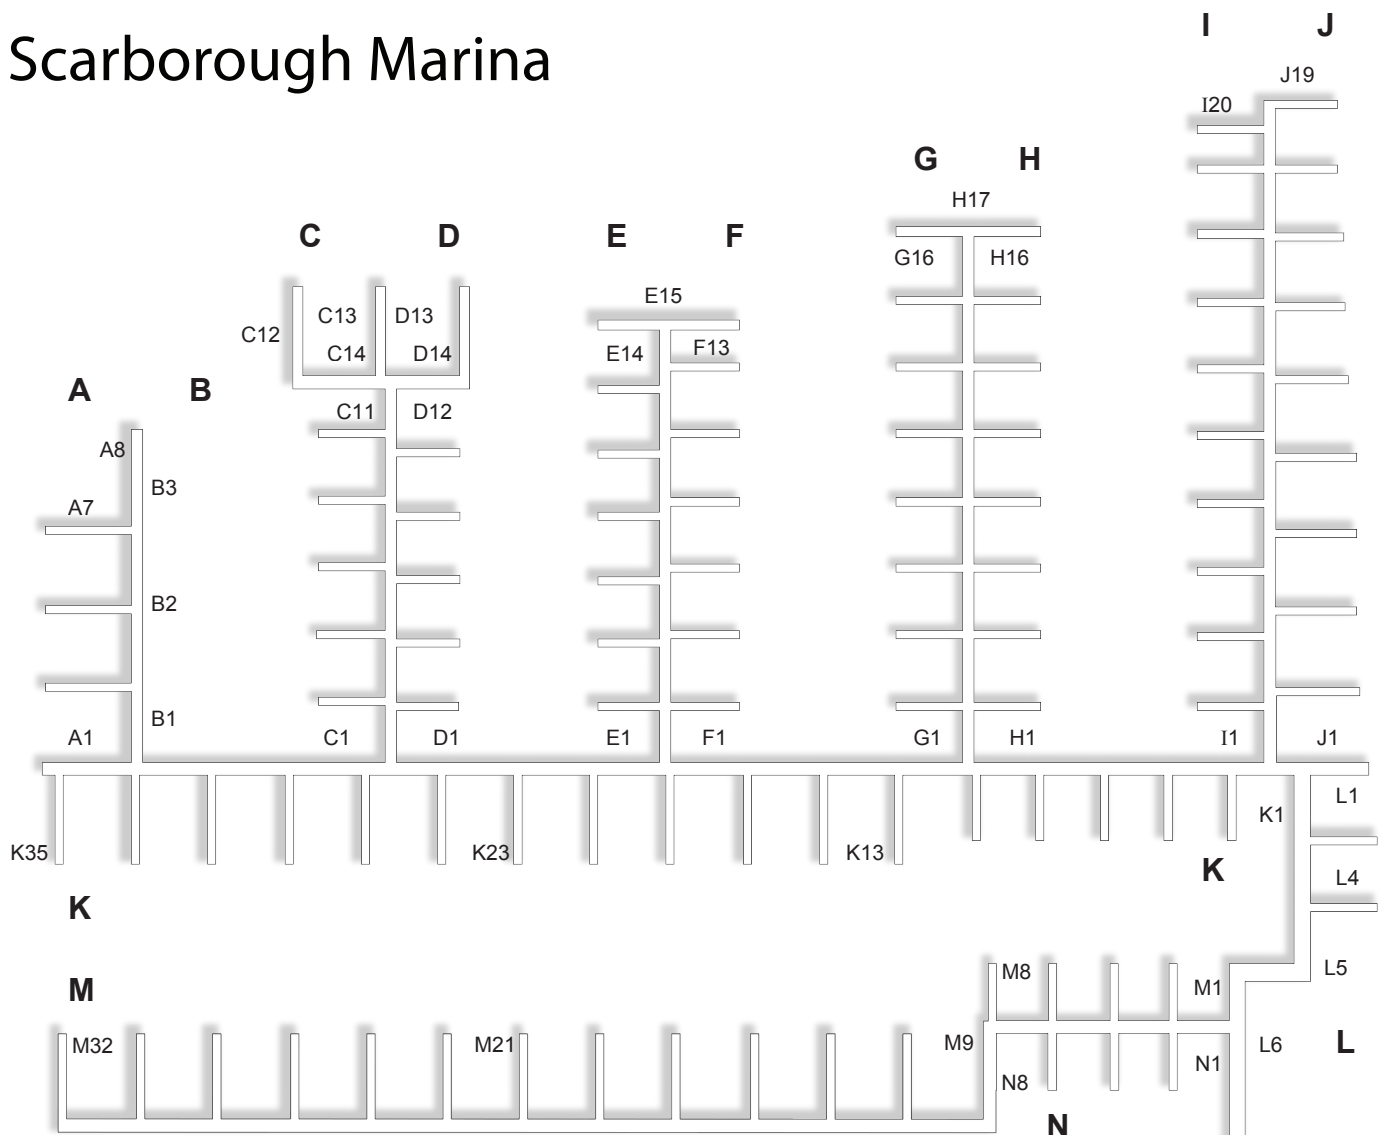 I J
Scarborough Marina
J19
I20
G H
H17
C D E F
G16 H16
E15
C13 D13
C12
C14 D14 E14 F13
A B
C11 D12
A8
B3
A7
B2
B1
A1 C1 D1 E1 F1 G1 H1 I1 J1
L1
K1
K35 K23 K13
K
L4
K
L5
M8
M
M1
M32 M21 M9 L6 L
N1
N8
N